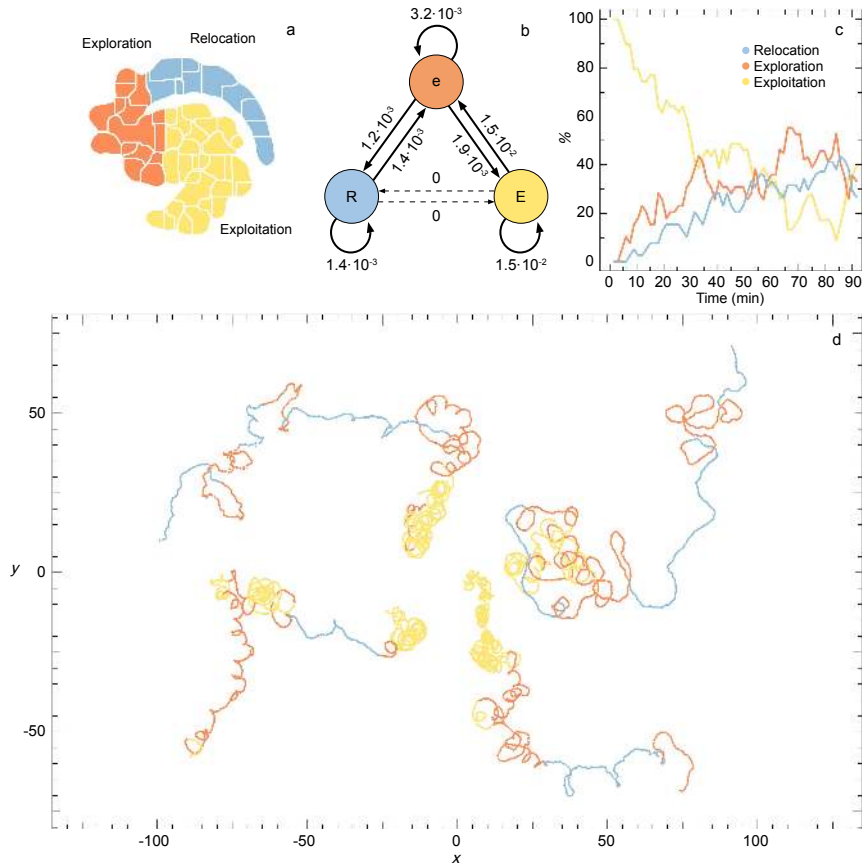 a
Exploration
Relocation
Exploitation
b
3.2·10⁻³
e
1.2·10⁻³
1.4·10⁻³
1.9·10⁻³
1.5·10⁻²
R
0
0
E
1.4·10⁻³
1.5·10⁻²
c
100
80
60
%
40
20
0
Relocation
Exploration
Exploitation
0 10 20 30 40 50 60 70 80 90
Time (min)
d
50
y
0
-50
-100 -50 0 50 100
x